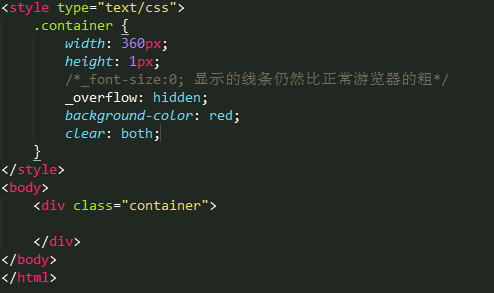 <style type="text/css">
.container {
width: 360px;
height: 1px;
/*_font-size:0; 显示的线条仍然比正常游览器的粗*/
_overflow: hidden;
background-color: red;
clear: both;
}
</style>
<body>
<div class="container">
</div>
</body>
</html>